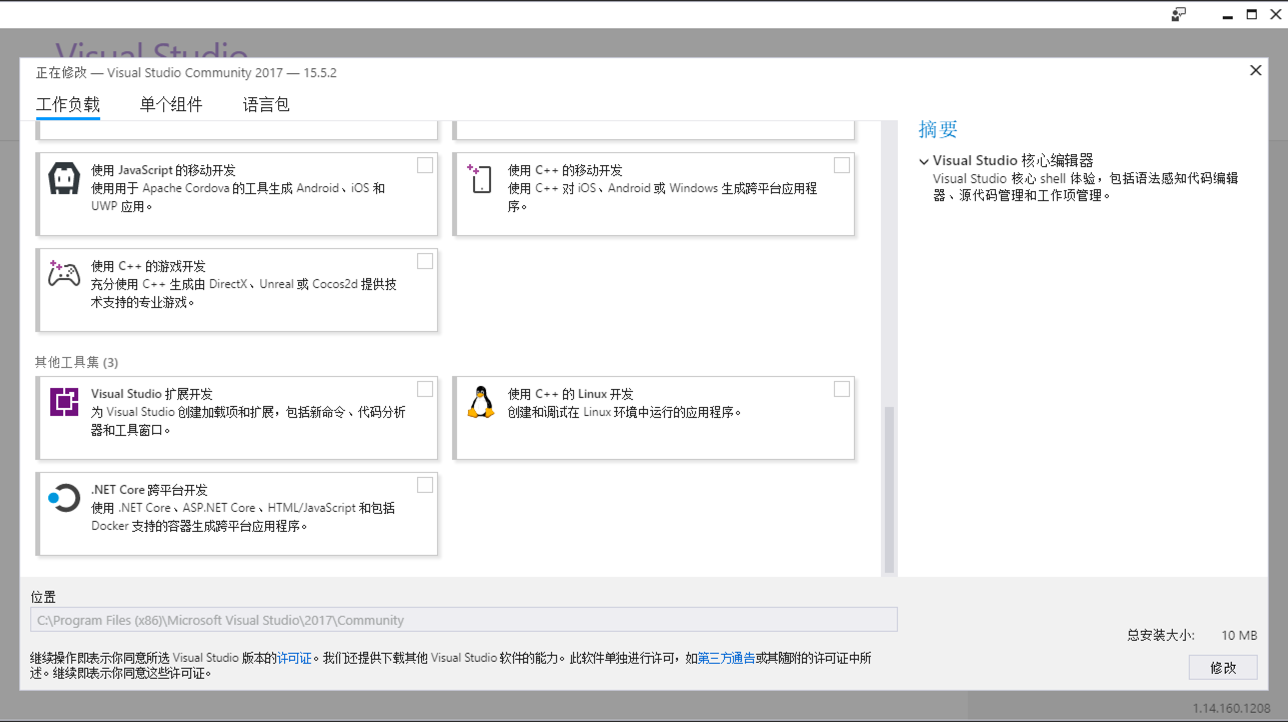 Visual Studio
正在修改 — Visual Studio Community 2017 — 15.5.2
工作负载 单个组件 语言包
使用 JavaScript 的移动开发
使用用于 Apache Cordova 的工具生成 Android、iOS 和
UWP 应用。
使用 C++ 的移动开发
使用 C++ 对 iOS、Android 或 Windows 生成跨平台应用程
序。
使用 C++ 的游戏开发
充分使用 C++ 生成由 DirectX、Unreal 或 Cocos2d 提供技
术支持的专业游戏。
其他工具集 (3)
Visual Studio 扩展开发
为 Visual Studio 创建加载项和扩展，包括新命令、代码分析
器和工具窗口。
使用 C++ 的 Linux 开发
创建和调试在 Linux 环境中运行的应用程序。
.NET Core 跨平台开发
使用 .NET Core、ASP.NET Core、HTML/JavaScript 和包括
Docker 支持的容器生成跨平台应用程序。
摘要
Visual Studio 核心编辑器
Visual Studio 核心 shell 体验，包括语法感知代码编辑
器、源代码管理和工作项管理。
位置
C:\Program Files (x86)\Microsoft Visual Studio\2017\Community
继续操作即表示你同意所选 Visual Studio 版本的许可证。我们还提供下载其他 Visual Studio 软件的能力。此软件单独进行许可，如第三方通告或其随附的许可证中所
述。继续即表示你同意这些许可证。
总安装大小: 10 MB
修改
1.14.160.1208